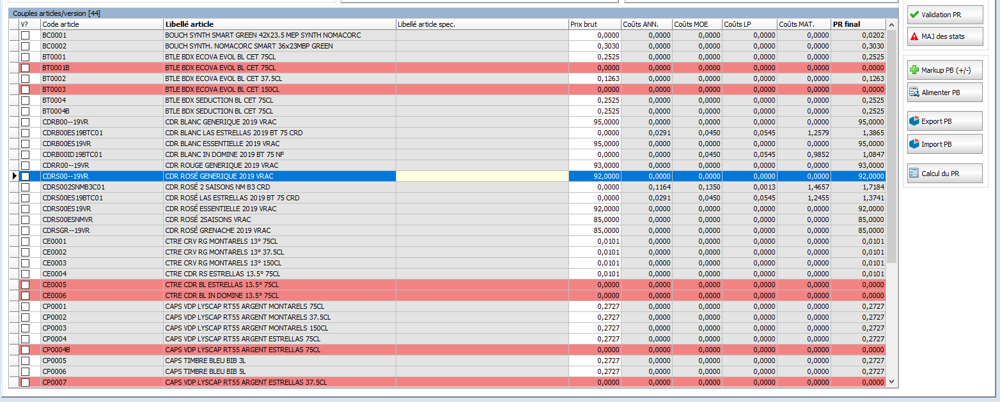 Couples articles/version [44]
V? Code article Libellé article Libellé article spec. Prix brut Coûts ANN. Coûts MOE Coûts LP Coûts MAT. PR final
BC0001 BOUCH SYNTH SMART GREEN 42X23.5 MEP SYNTH NOMACORC 0,0000 0,0000 0,0000 0,0000 0,0000 0,0202
BC0002 BOUCH SYNTH. NOMACORC SMART 36x23MBP GREEN 0,3030 0,0000 0,0000 0,0000 0,0000 0,3030
BT0001 BTLE BDX ECOVA EVOL BL CET 75CL 0,2525 0,0000 0,0000 0,0000 0,0000 0,2525
BT0001B BTLE BDX ECOVA EVOL BL CET 75CL 0,0000 0,0000 0,0000 0,0000 0,0000 0,0000
BT0002 BTLE BDX ECOVA EVOL BL CET 37.5CL 0,1263 0,0000 0,0000 0,0000 0,0000 0,1263
BT0003 BTLE BDX ECOVA EVOL BL CET 150CL 0,0000 0,0000 0,0000 0,0000 0,0000 0,0000
BT0004 BTLE BDX SEDUCTION BL CET 75CL 0,2525 0,0000 0,0000 0,0000 0,0000 0,2525
BT0004B BTLE BDX SEDUCTION BL CET 75CL 0,2525 0,0000 0,0000 0,0000 0,0000 0,2525
CDRB00--19VR CDR BLANC GENERIQUE 2019 VRAC 95,0000 0,0000 0,0000 0,0000 0,0000 95,0000
CDRB00ES19BTC01 CDR BLANC LAS ESTRELLAS 2019 BT 75 CRD 0,0000 0,0291 0,0450 0,0545 1,2579 1,3865
CDRB00ES19VR CDR BLANC ESSENTIELLE 2019 VRAC 95,0000 0,0000 0,0000 0,0000 0,0000 95,0000
CDRB00ID19BTC01 CDR BLANC IN DOMINE 2019 BT 75 NF 0,0000 0,0000 0,0450 0,0545 0,9852 1,0847
CDRR00--19VR CDR ROUGE GENERIQUE 2019 VRAC 93,0000 0,0000 0,0000 0,0000 0,0000 93,0000
CDRS00--19VR CDR ROSÉ GENERIQUE 2019 VRAC 92,0000 0,0000 0,0000 0,0000 0,0000 92,0000
CDRS002SNMB3C01 CDR ROSÉ 2 SAISONS NM B3 CRD 0,0000 0,1164 0,1350 0,0013 1,4657 1,7184
CDRS00ES19BTC01 CDR ROSÉ LAS ESTRELLAS 2019 BT 75 CRD 0,0000 0,0291 0,0450 0,0545 1,2455 1,3741
CDRS00ES19VR CDR ROSÉ ESSENTIELLE 2019 VRAC 92,0000 0,0000 0,0000 0,0000 0,0000 92,0000
CDRS00ESNMVR CDR ROSÉ 2SAISONS VRAC 85,0000 0,0000 0,0000 0,0000 0,0000 85,0000
CDRSGR--19VR CDR ROSÉ GRENACHE 2019 VRAC 85,0000 0,0000 0,0000 0,0000 0,0000 85,0000
CE0001 CTRE CRV RG MONTARELS 13° 75CL 0,0101 0,0000 0,0000 0,0000 0,0000 0,0101
CE0002 CTRE CRV RG MONTARELS 13° 37.5CL 0,0101 0,0000 0,0000 0,0000 0,0000 0,0101
CE0003 CTRE CRV RG MONTARELS 13° 150CL 0,0101 0,0000 0,0000 0,0000 0,0000 0,0101
CE0004 CTRE CDR RS ESTRELLAS 13.5° 75CL 0,0101 0,0000 0,0000 0,0000 0,0000 0,0101
CE0005 CTRE CDR BL ESTRELLAS 13.5° 75CL 0,0000 0,0000 0,0000 0,0000 0,0000 0,0000
CE0006 CTRE CDR BL IN DOMINE 13.5° 75CL 0,0000 0,0000 0,0000 0,0000 0,0000 0,0000
CP0001 CAPS VDP LYSCAP RT55 ARGENT MONTARELS 75CL 0,2727 0,0000 0,0000 0,0000 0,0000 0,2727
CP0002 CAPS VDP LYSCAP RT55 ARGENT MONTARELS 37.5CL 0,2727 0,0000 0,0000 0,0000 0,0000 0,2727
CP0003 CAPS VDP LYSCAP RT55 ARGENT MONTARELS 150CL 0,2727 0,0000 0,0000 0,0000 0,0000 0,2727
CP0004 CAPS VDP LYSCAP RT55 ARGENT ESTRELLAS 75CL 0,2727 0,0000 0,0000 0,0000 0,0000 0,2727
CP0004B CAPS VDP LYSCAP RT55 ARGENT ESTRELLAS 75CL 0,0000 0,0000 0,0000 0,0000 0,0000 0,0000
CP0005 CAPS TIMBRE BLEU BIB 3L 0,2727 0,0000 0,0000 0,0000 0,0000 0,2727
CP0006 CAPS TIMBRE BLEU BIB 5L 0,2727 0,0000 0,0000 0,0000 0,0000 0,2727
CP0007 CAPS VDP LYSCAP RT55 ARGENT ESTRELLAS 37.5CL 0,0000 0,0000 0,0000 0,0000 0,0000 0,0000
Validation PR
MAJ des stats
Markup PB (+/-)
Alimenter PB
Export PB
Import PB
Calcul du PR